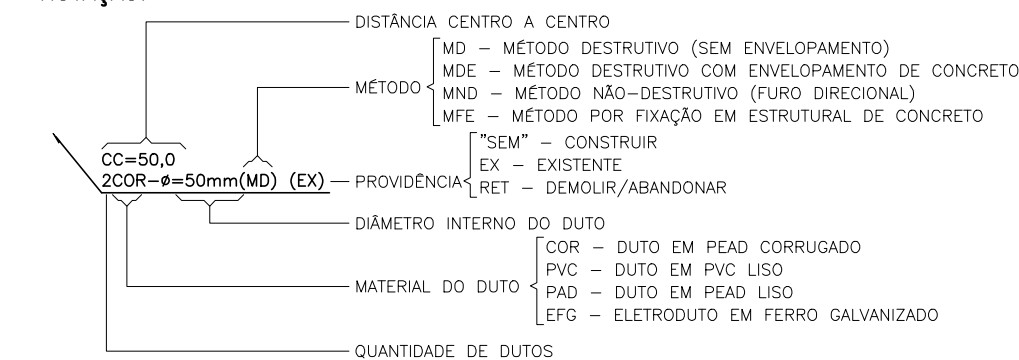 DISTÂNCIA CENTRO A CENTRO
MD – MÉTODO DESTRUTIVO (SEM ENVELOPAMENTO)
MDE – MÉTODO DESTRUTIVO COM ENVELOPAMENTO DE CONCRETO
MÉTODO
MND – MÉTODO NÃO-DESTRUTIVO (FURO DIRECIONAL)
MFE – MÉTODO POR FIXAÇÃO EM ESTRUTURAL DE CONCRETO
"SEM" – CONSTRUIR
CC=50,0
EX – EXISTENTE
2COR-ø=50mm(MD) (EX)
PROVIDÊNCIA
RET – DEMOLIR/ABANDONAR
DIÂMETRO INTERNO DO DUTO
COR – DUTO EM PEAD CORRUGADO
PVC – DUTO EM PVC LISO
MATERIAL DO DUTO
PAD – DUTO EM PEAD LISO
EFG – ELETRODUTO EM FERRO GALVANIZADO
QUANTIDADE DE DUTOS